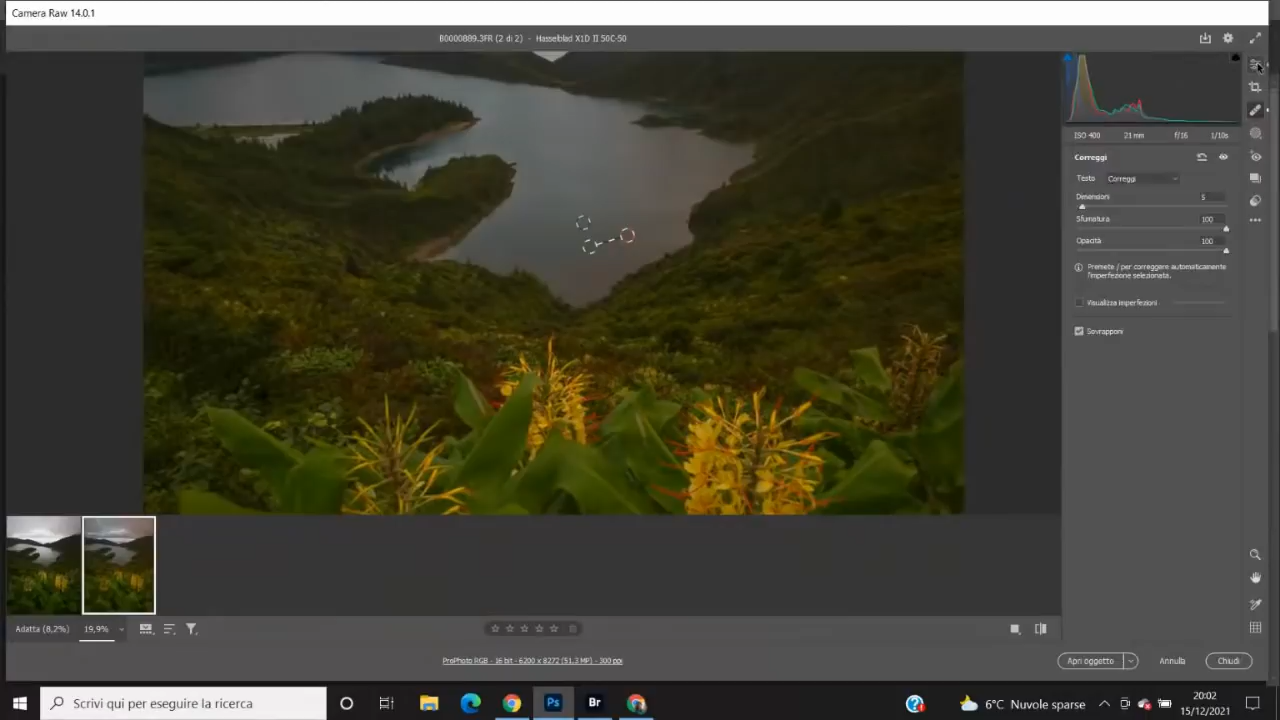 Camera Raw 14.0.1
B0000889.3FR (2 di 2) - Hasselblad X1D II 50C-50
ISO 400 21 mm f/16 1/10s
Correggi
Testo Correggi
Dimensioni 5
Sfumatura 100
Opacità 100
Premete / per correggere automaticamente
l'imperfezione selezionata.
Visualizza imperfezioni
Sovrapponi
Adatta (8,2%) 19,9%
ProPhoto RGB - 16 bit - 6200 x 8272 (51,3 MP) - 300 ppi
Apri oggetto Annulla Chiudi
Scrivi qui per eseguire la ricerca
Ps Br
6°C Nuvole sparse
20:02
15/12/2021